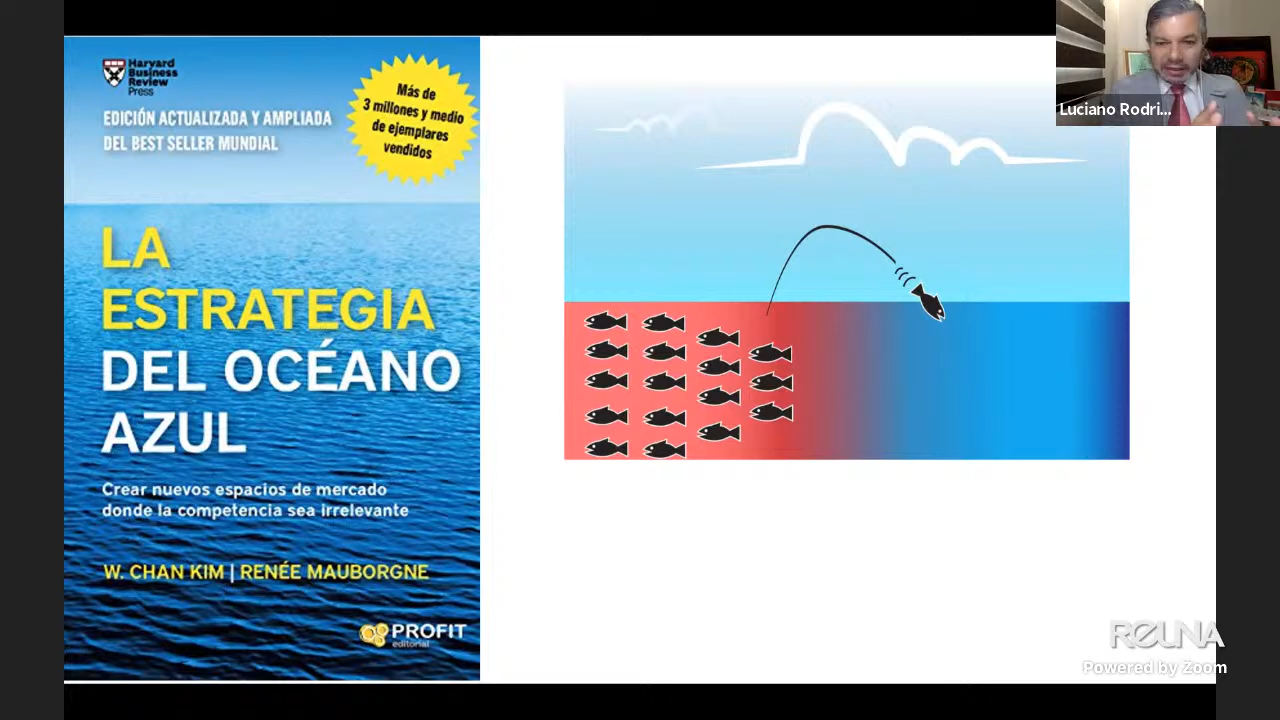 Harvard
Business
Review
Press
EDICIÓN ACTUALIZADA Y AMPLIADA
DEL BEST SELLER MUNDIAL
Más de
3 millones y medio
de ejemplares
vendidos
LA
ESTRATEGIA
DEL OCÉANO
AZUL
Crear nuevos espacios de mercado
donde la competencia sea irrelevante
W. CHAN KIM | RENÉE MAUBORGNE
PROFIT
editorial
Luciano Rodri...
REUNA
Powered by Zoom